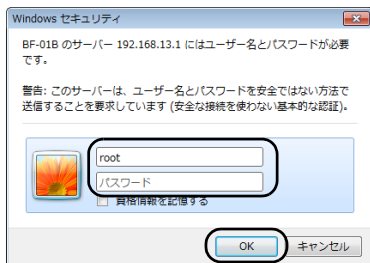 Windows セキュリティ
BF-01B のサーバー 192.168.13.1 にはユーザー名とパスワードが必要
です。
警告: このサーバーは、ユーザー名とパスワードを安全ではない方法で
送信することを要求しています (安全な接続を使わない基本的な認証)。
root
パスワード
資格情報を記憶する
OK
キャンセル